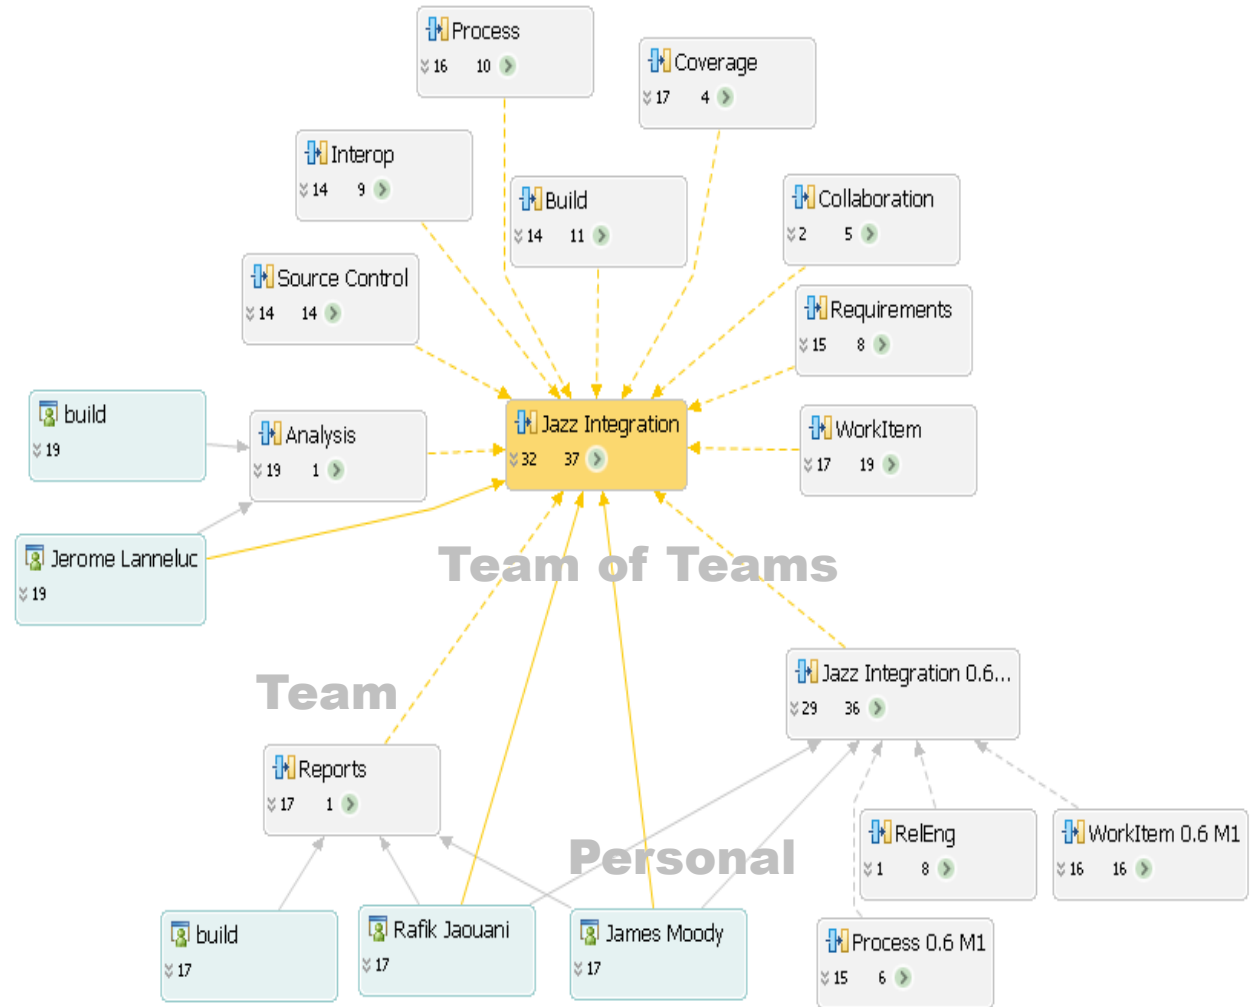 Process
16 10
Coverage
17 4
Interop
14 9
Build
14 11
Collaboration
2 5
Source Control
14 14
Requirements
15 8
build
19
Analysis
19 1
Jazz Integration
32 37
WorkItem
17 19
Jerome Lanneluc
19
Team of Teams
Jazz Integration 0.6...
29 36
Team
Reports
17 1
Personal
RelEng
1 8
WorkItem 0.6 M1
16 16
build
17
Rafik Jaouani
17
James Moody
17
Process 0.6 M1
15 6